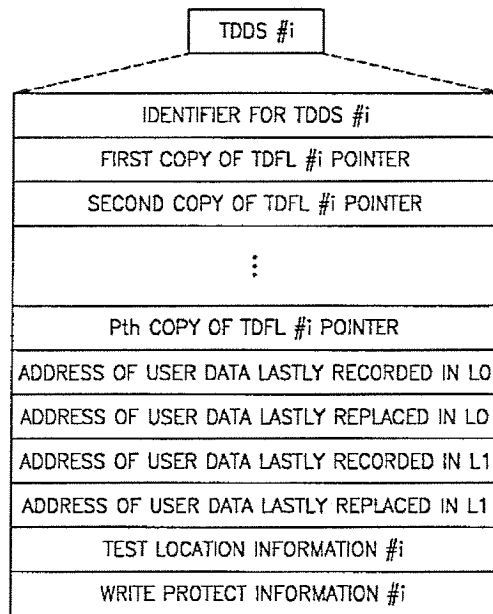 TDDS #i
IDENTIFIER FOR TDDS #i
FIRST COPY OF TDFL #i POINTER
SECOND COPY OF TDFL #i POINTER
⋮
Pth COPY OF TDFL #i POINTER
ADDRESS OF USER DATA LASTLY RECORDED IN L0
ADDRESS OF USER DATA LASTLY REPLACED IN L0
ADDRESS OF USER DATA LASTLY RECORDED IN L1
ADDRESS OF USER DATA LASTLY REPLACED IN L1
TEST LOCATION INFORMATION #i
WRITE PROTECT INFORMATION #i